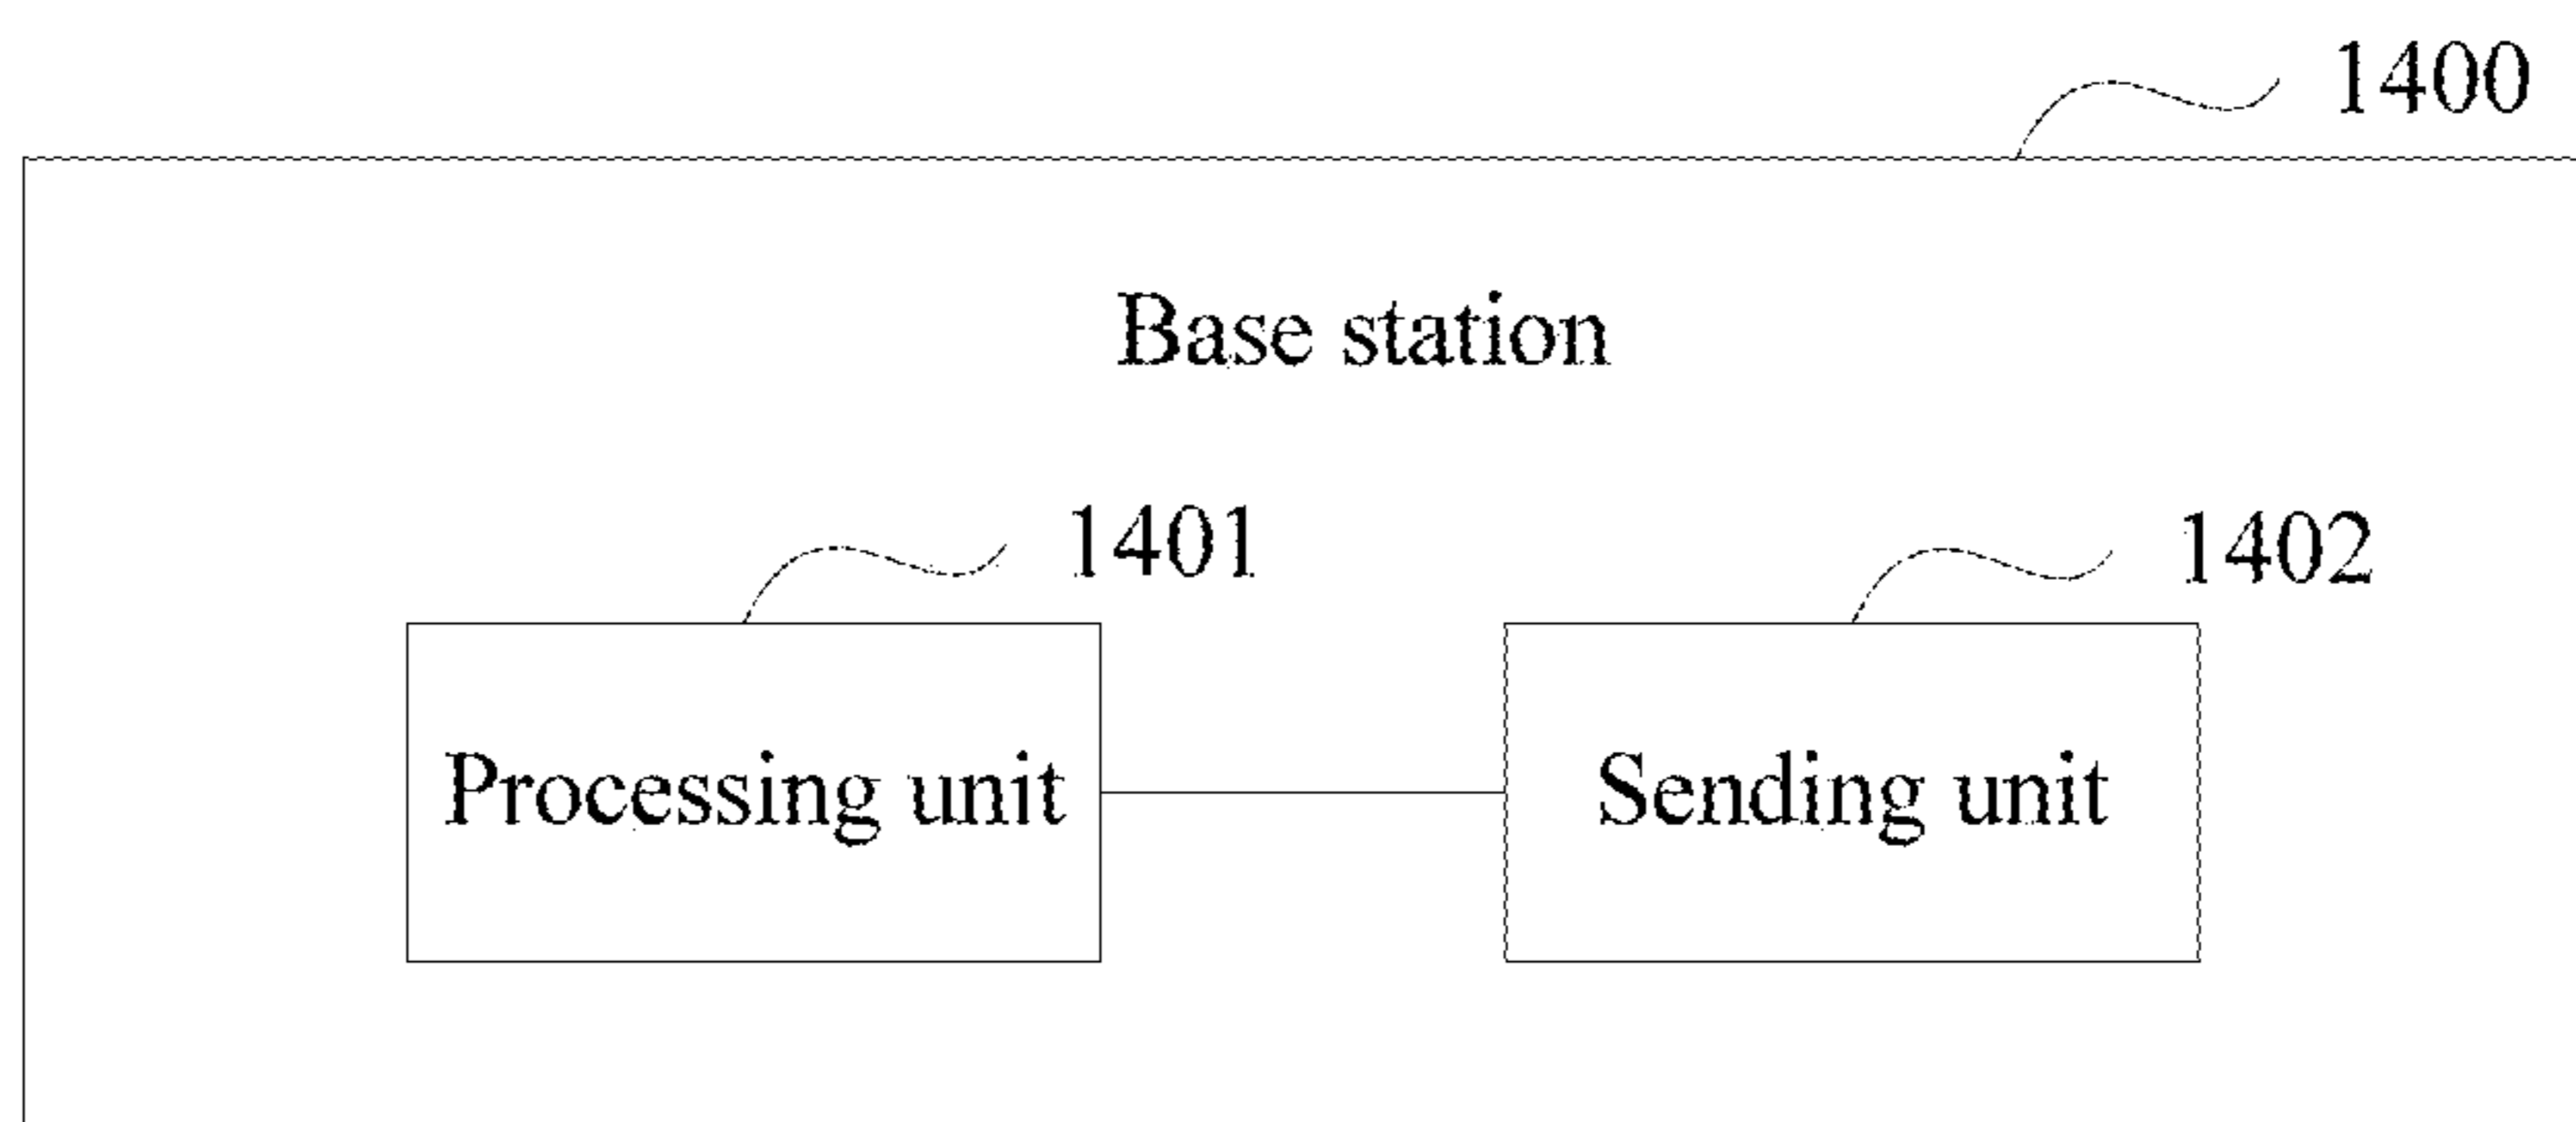 1400
Base station
1401
1402
Processing unit
Sending unit